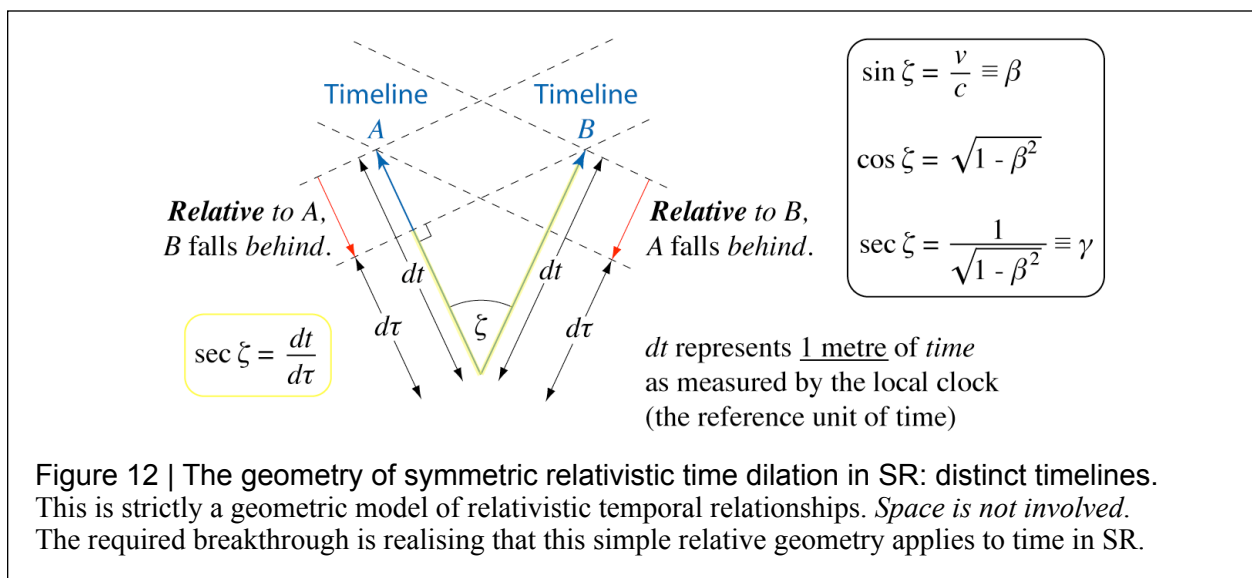 Timeline
A
Timeline
B
Relative to A,
B falls behind.
Relative to B,
A falls behind.
dt
dt
dτ
dτ
ζ
sec ζ = dt/dτ
sin ζ = v/c ≡ β
cos ζ = √(1 - β²)
sec ζ = 1/√(1 - β²) ≡ γ
dt represents 1 metre of time
as measured by the local clock
(the reference unit of time)
Figure 12 | The geometry of symmetric relativistic time dilation in SR: distinct timelines.
This is strictly a geometric model of relativistic temporal relationships. Space is not involved.
The required breakthrough is realising that this simple relative geometry applies to time in SR.